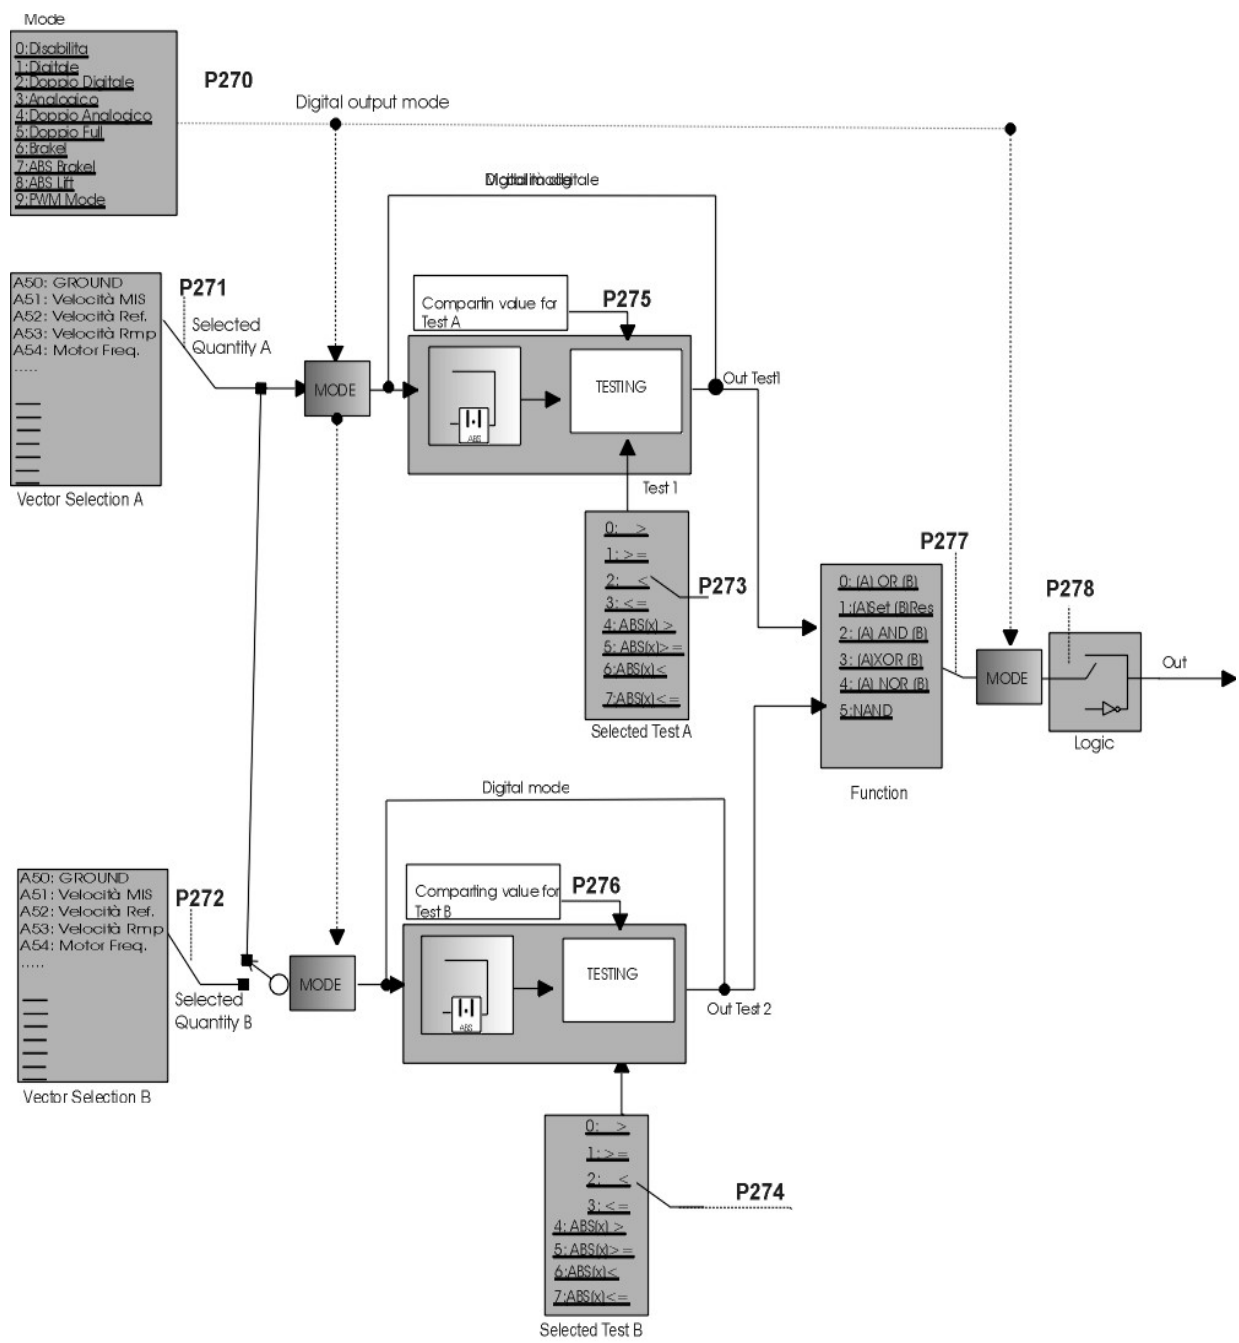 Mode
0:Disabilita
1:Digitale
2:Doppio Digitale
3:Analogico
4:Doppio Analogico
5:Doppio Full
6:Brakel
7:ABS Brakel
8:ABS Lift
9:PWM Mode
P270
Digital output mode
digitale
A50: GROUND
A51: Velocità MIS
A52: Velocità Ref.
A53: Velocità Rmp
A54: Motor Freq.
.....
Vector Selection A
P271
Selected
Quantity A
MODE
Compartin value for
Test A
P275
ABS
TESTING
Out Test1
Test 1
0: >
1: >=
2: <
3: <=
4: ABS(x) >
5: ABS(x)>=
6:ABS(x)<
7:ABS(x)<=
Selected Test A
P273
0: (A) OR (B)
1:(A)Set (B)Res
2: (A) AND (B)
3: (A)XOR (B)
4: (A) NOR (B)
5:NAND
Function
P277
MODE
P278
Logic
Out
Digital mode
A50: GROUND
A51: Velocità MIS
A52: Velocità Ref.
A53: Velocità Rmp
A54: Motor Freq.
.....
Vector Selection B
P272
Selected
Quantity B
MODE
Comparting value for
Test B
P276
ABS
TESTING
Out Test 2
0: >
1: >=
2: <
3: <=
4: ABS(x) >
5: ABS(x)>=
6:ABS(x)<
7:ABS(x)<=
Selected Test B
P274